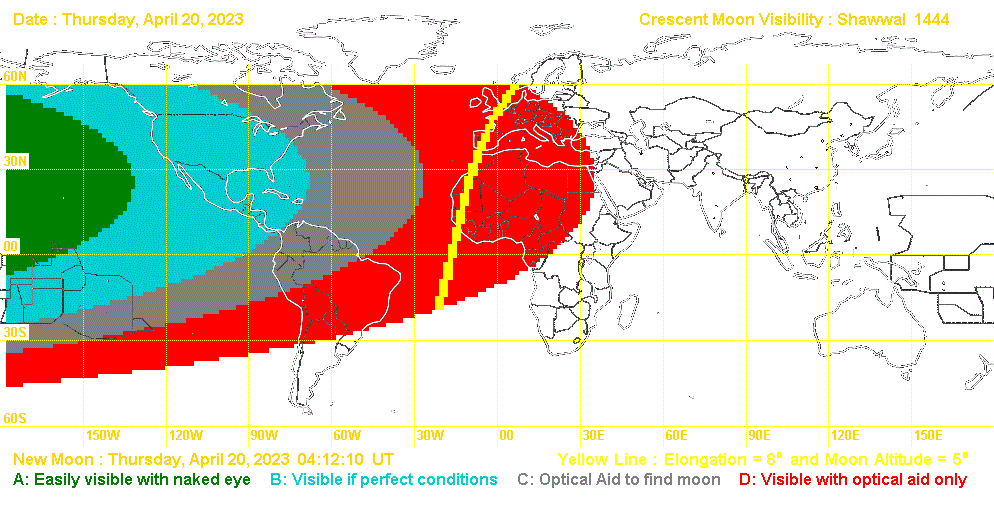 Date : Thursday, April 20, 2023
Crescent Moon Visibility : Shawwal 1444
60N
30N
00
30S
60S
150W 120W 90W 60W 30W 00 30E 60E 90E 120E 150E
New Moon : Thursday, April 20, 2023 04:12:10 UT
Yellow Line : Elongation = 8° and Moon Altitude = 5°
A: Easily visible with naked eye
B: Visible if perfect conditions
C: Optical Aid to find moon
D: Visible with optical aid only